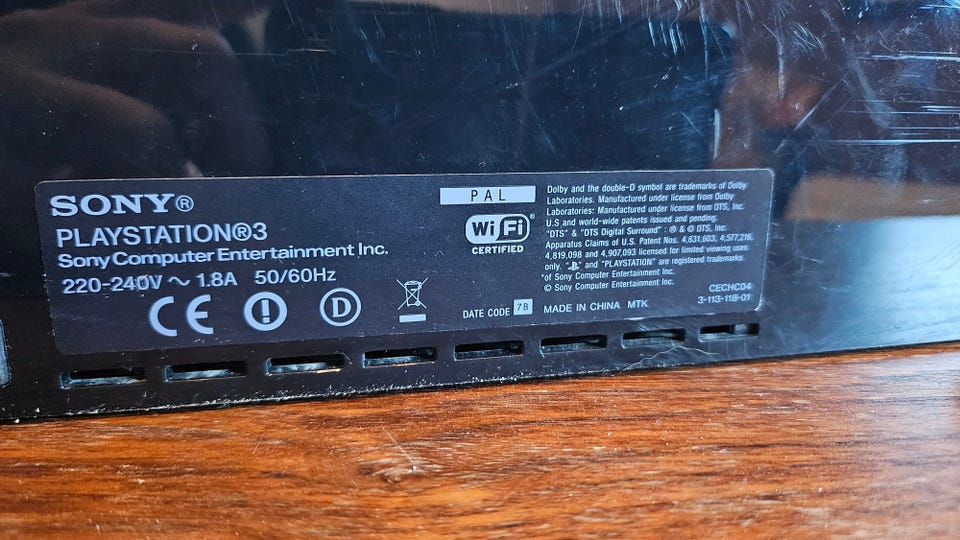 SONY®
PLAYSTATION®3
Sony Computer Entertainment Inc.
220-240V ~ 1.8A 50/60Hz
CE D
PAL
Wi Fi®
CERTIFIED
DATE CODE 7B MADE IN CHINA MTK
Dolby and the double-D symbol are trademarks of Dolby
Laboratories. Manufactured under license from Dolby
Laboratories. Manufactured under license from DTS, Inc.
U.S and world-wide patents issued and pending.
"DTS" & "DTS Digital Surround" : ® & © DTS, Inc.
Apparatus Claims of U.S. Patent Nos. 4,631,603, 4,577,216,
4,819,098 and 4,907,093 licensed for limited viewing uses
only. " " and "PLAYSTATION" are registered trademarks
of Sony Computer Entertainment Inc.
© Sony Computer Entertainment Inc.
CECHC04
3-113-118-01